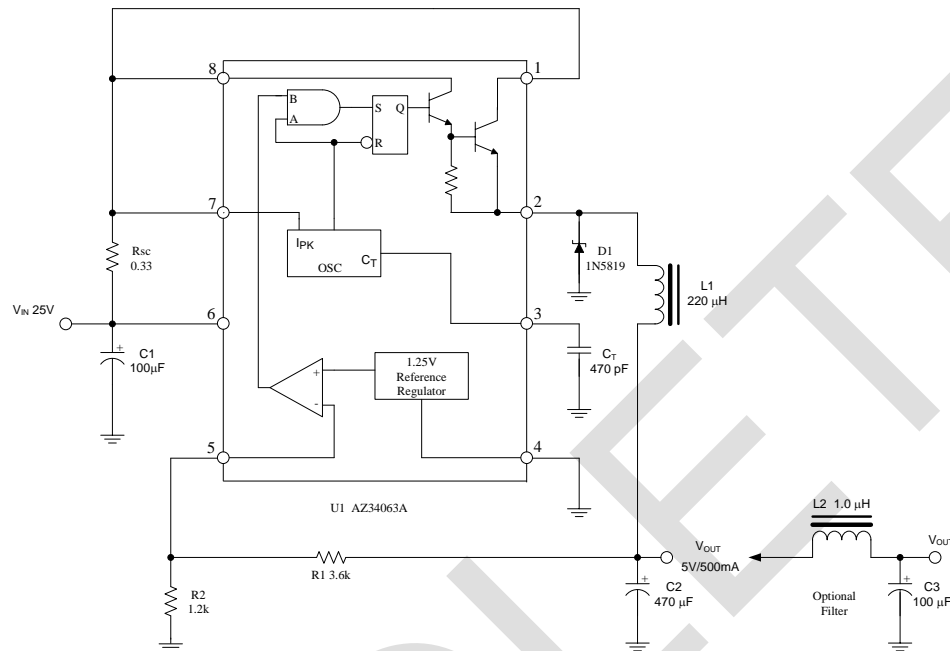 8
1
B
A
S
Q
R
7
2
Rsc
0.33
IPK
CT
OSC
D1
1N5819
L1
220 μH
VIN 25V
6
3
C1
100μF
CT
470 pF
1.25V
Reference
Regulator
+
-
5
4
U1 AZ34063A
L2 1.0 μH
VOUT
5V/500mA
VOUT
R1 3.6k
R2
1.2k
+
C2
470 μF
Optional
Filter
+
C3
100 μF